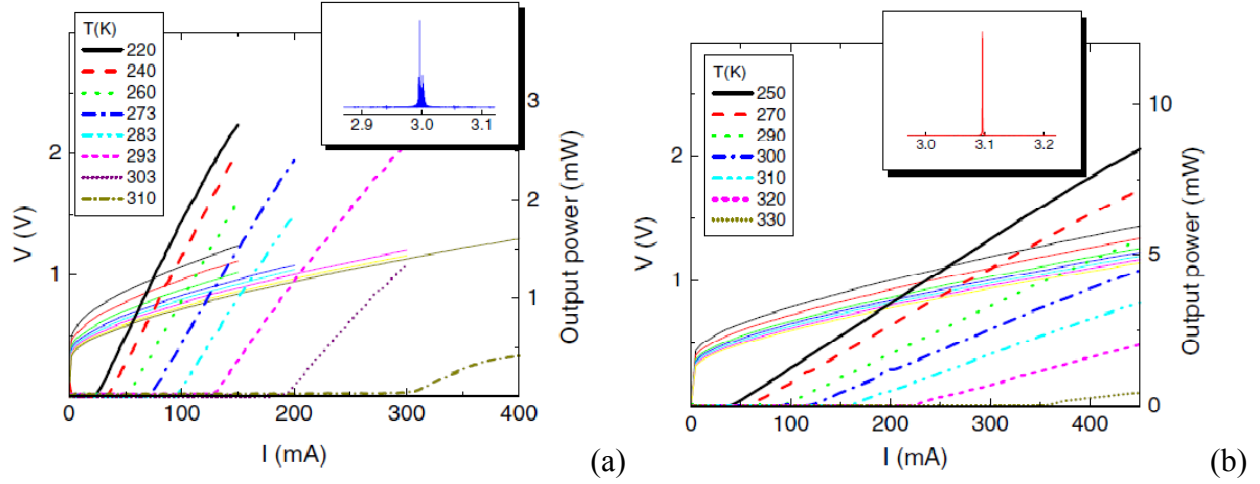 T(K)
220
240
260
273
283
293
303
310
2.9 3.0 3.1
V (V)
2
1
Output power (mW)
3
2
1
0
0 100 200 300 400
I (mA)
(a)
T(K)
250
270
290
300
310
320
330
3.0 3.1 3.2
V (V)
2
1
0
Output power (mW)
10
5
0
0 100 200 300 400
I (mA)
(b)